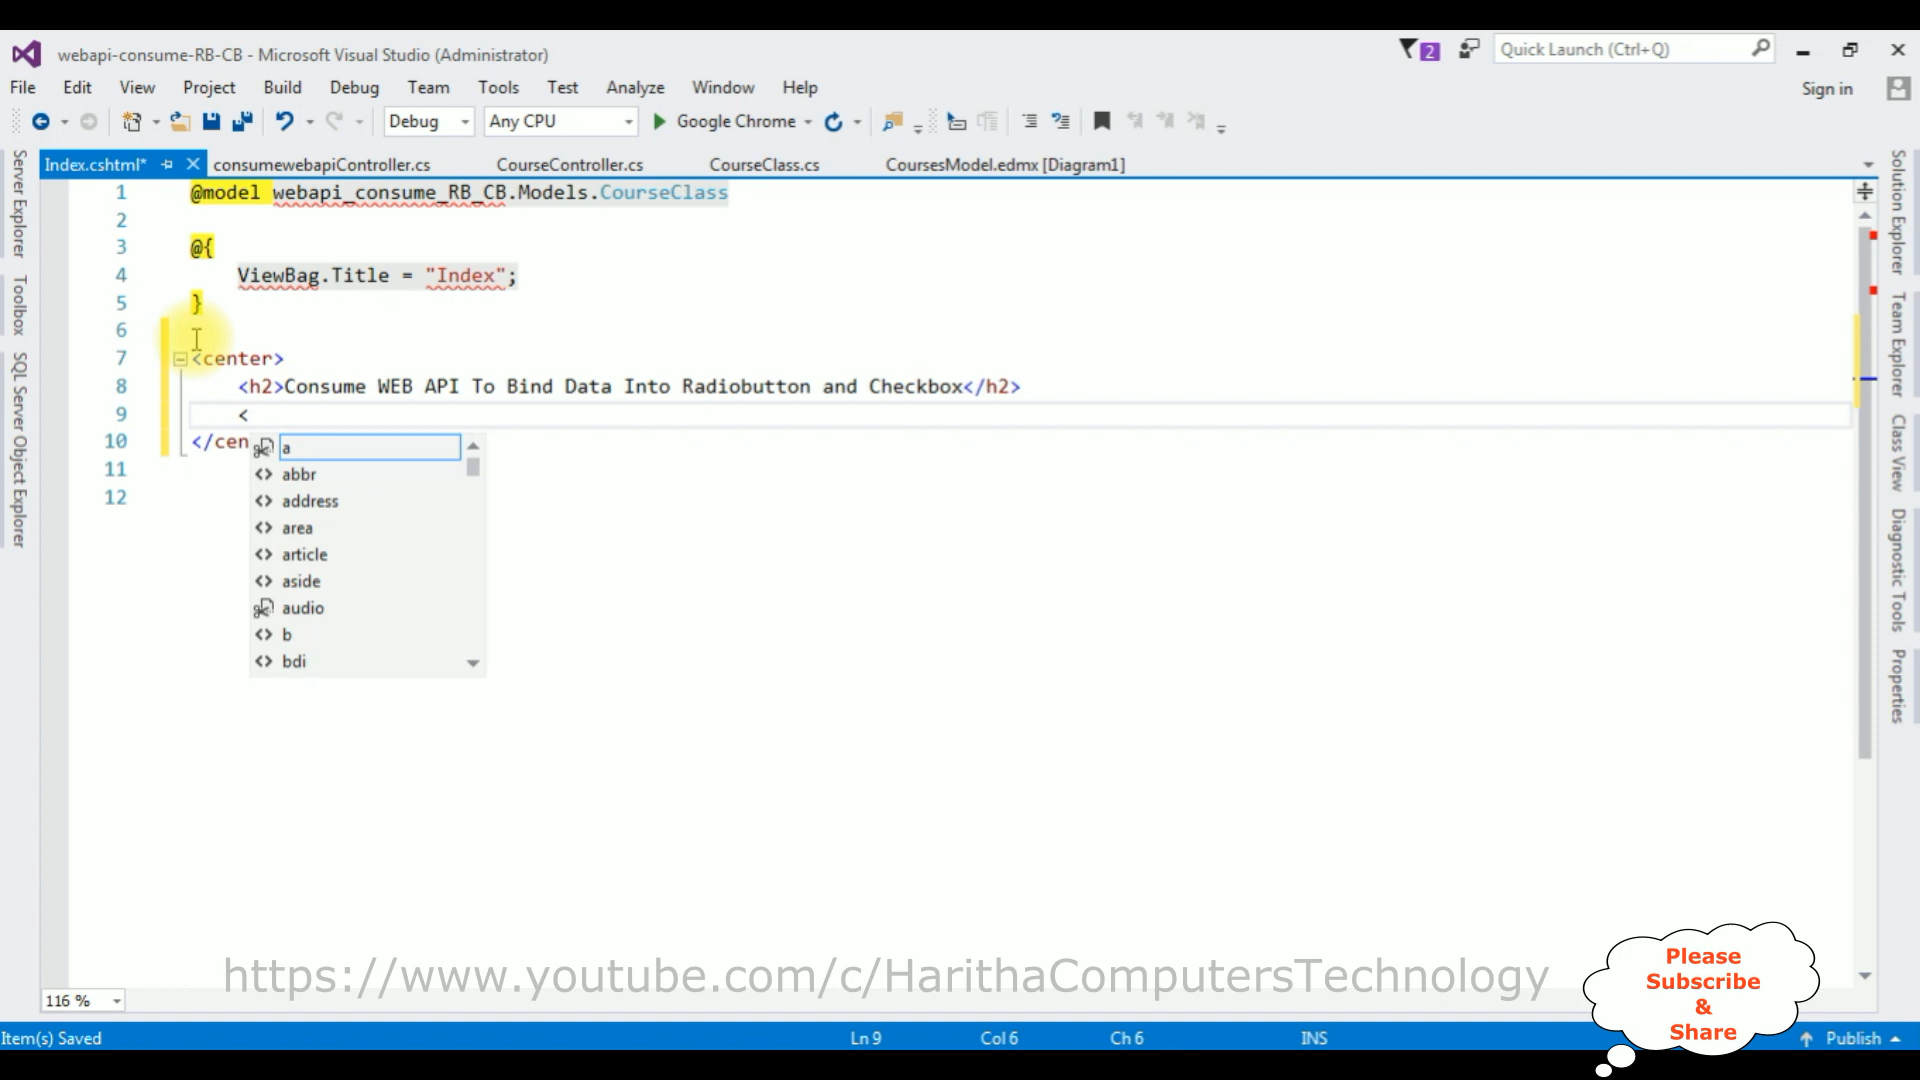 webapi-consume-RB-CB - Microsoft Visual Studio (Administrator)
2
Quick Launch (Ctrl+Q)
File Edit View Project Build Debug Team Tools Test Analyze Window Help
Sign in
Debug Any CPU Google Chrome
Index.cshtml* consumewebapiController.cs CourseController.cs CourseClass.cs CoursesModel.edmx [Diagram1]
Server Explorer
Toolbox
SQL Server Object Explorer
1 @model webapi_consume_RB_CB.Models.CourseClass
2
3 @{
4 ViewBag.Title = "Index";
5 }
6
7 <center>
8 <h2>Consume WEB API To Bind Data Into Radiobutton and Checkbox</h2>
9 <
10 </cen
11
12
a
abbr
address
area
article
aside
audio
b
bdi
Solution Explorer
Team Explorer
Class View
Diagnostic Tools
Properties
https://www.youtube.com/c/HarithaComputersTechnology
Please
Subscribe
&
Share
116 %
Item(s) Saved Ln 9 Col 6 Ch 6 INS Publish